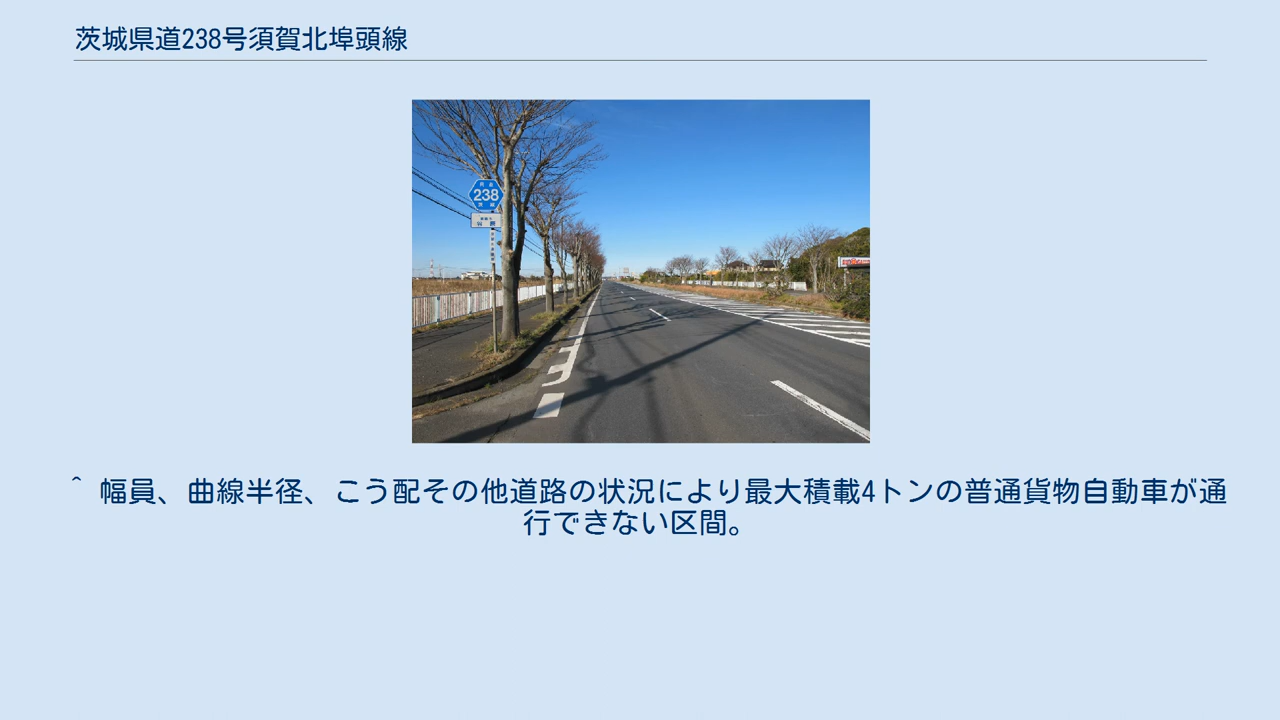 茨城県道238号須賀北埠頭線
238
茨 城
^ 幅員、曲線半径、こう配その他道路の状況により最大積載4トンの普通貨物自動車が通
行できない区間。